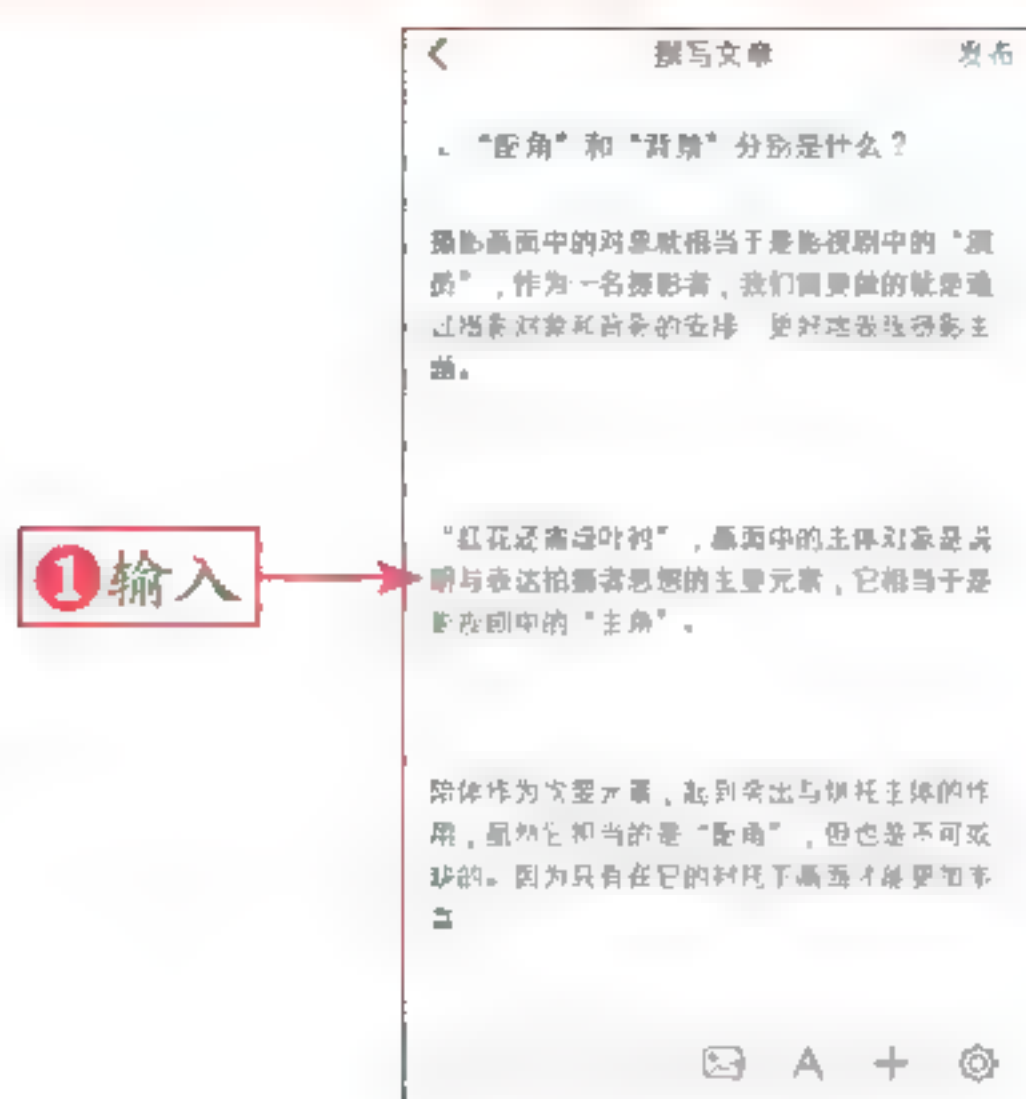 撰写文章 发布
“配角”和“背景”分别是什么？
摄影画面中的对象就相当于是影视剧中的“演
员”，作为一名摄影者，我们需要做的就是通
过拍摄对象和背景的安排 更好地表现摄影主
题。
“红花还需绿叶衬”，画面中的主体对象是说
明与表达拍摄者思想的主要元素，它相当于是
影视剧中的“主角”。
❶输入
陪体作为次要元素，起到突出与烘托主体的作
用，虽然它担当的是“配角”，但也是不可或
缺的。因为只有在它的衬托下画面才能更加丰
富